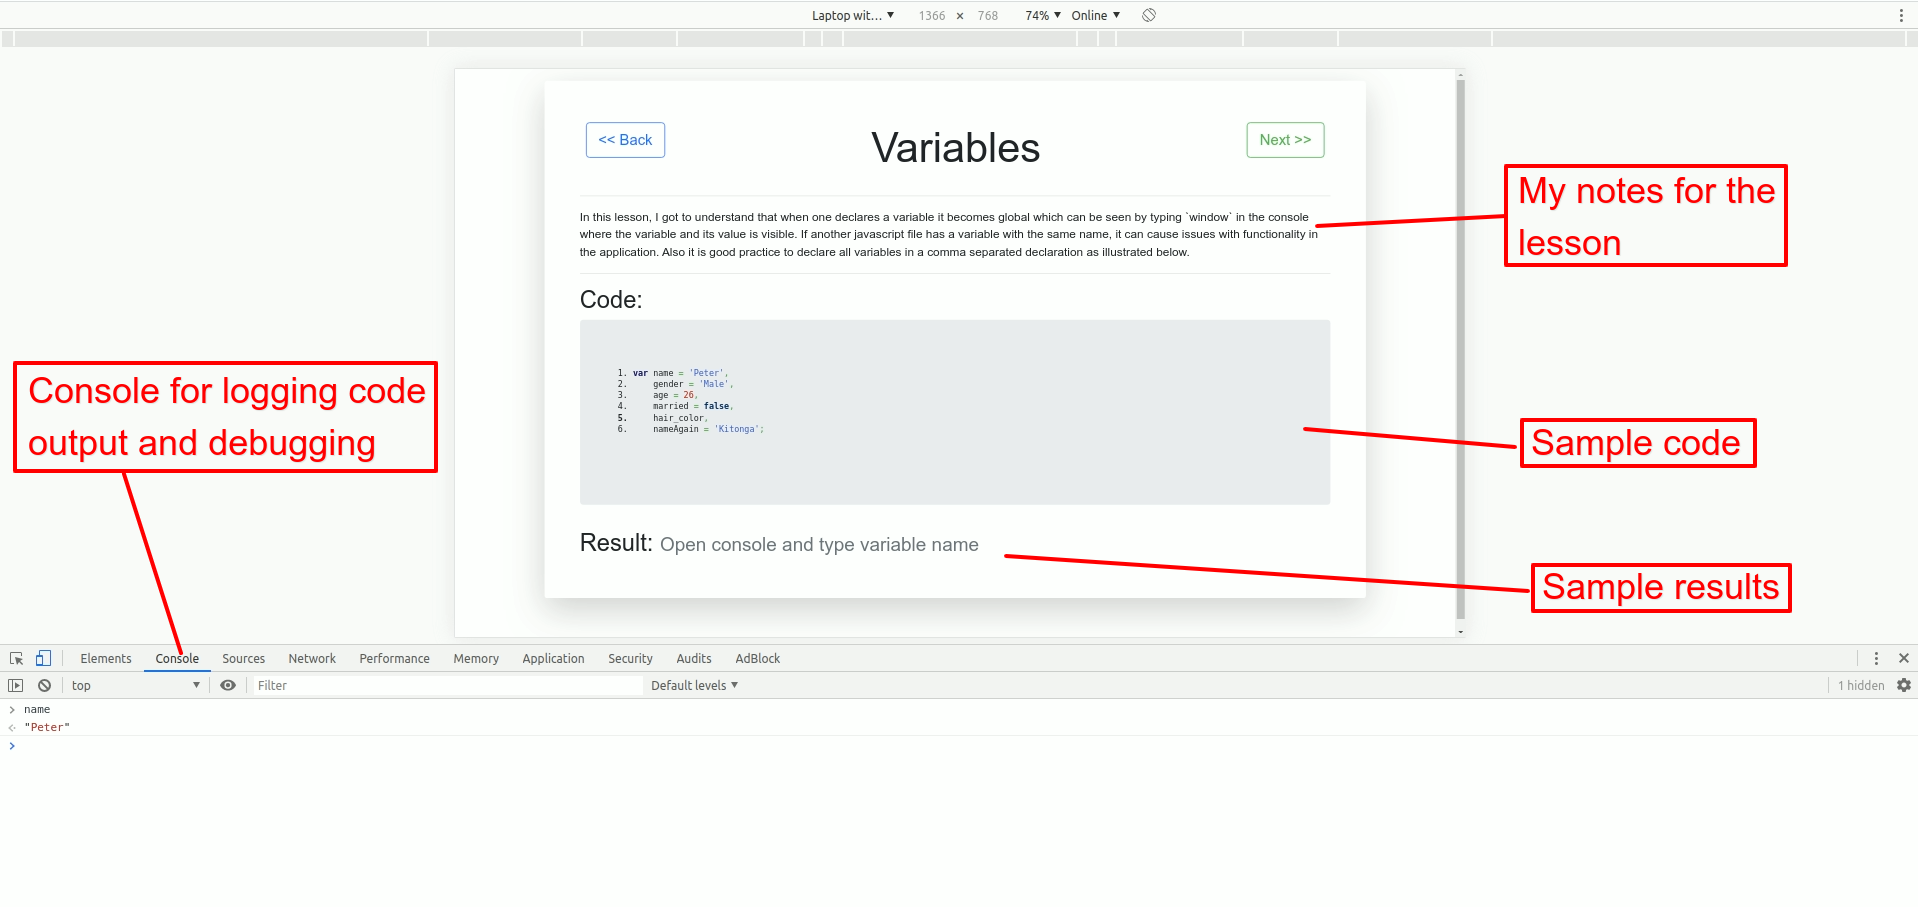 Laptop wit... ▼ 1366 × 768 74% ▼ Online ▼
<< Back
Variables
Next >>
In this lesson, I got to understand that when one declares a variable it becomes global which can be seen by typing `window` in the console
where the variable and its value is visible. If another javascript file has a variable with the same name, it can cause issues with functionality in
the application. Also it is good practice to declare all variables in a comma separated declaration as illustrated below.
My notes for the
lesson
Code:
1. var name = 'Peter',
2. gender = 'Male',
3. age = 26,
4. married = false,
5. hair_color,
6. nameAgain = 'Kitonga';
Console for logging code
output and debugging
Sample code
Result: Open console and type variable name
Sample results
Elements Console Sources Network Performance Memory Application Security Audits AdBlock
top ▼ Filter Default levels ▼ 1 hidden
> name
"Peter"
>